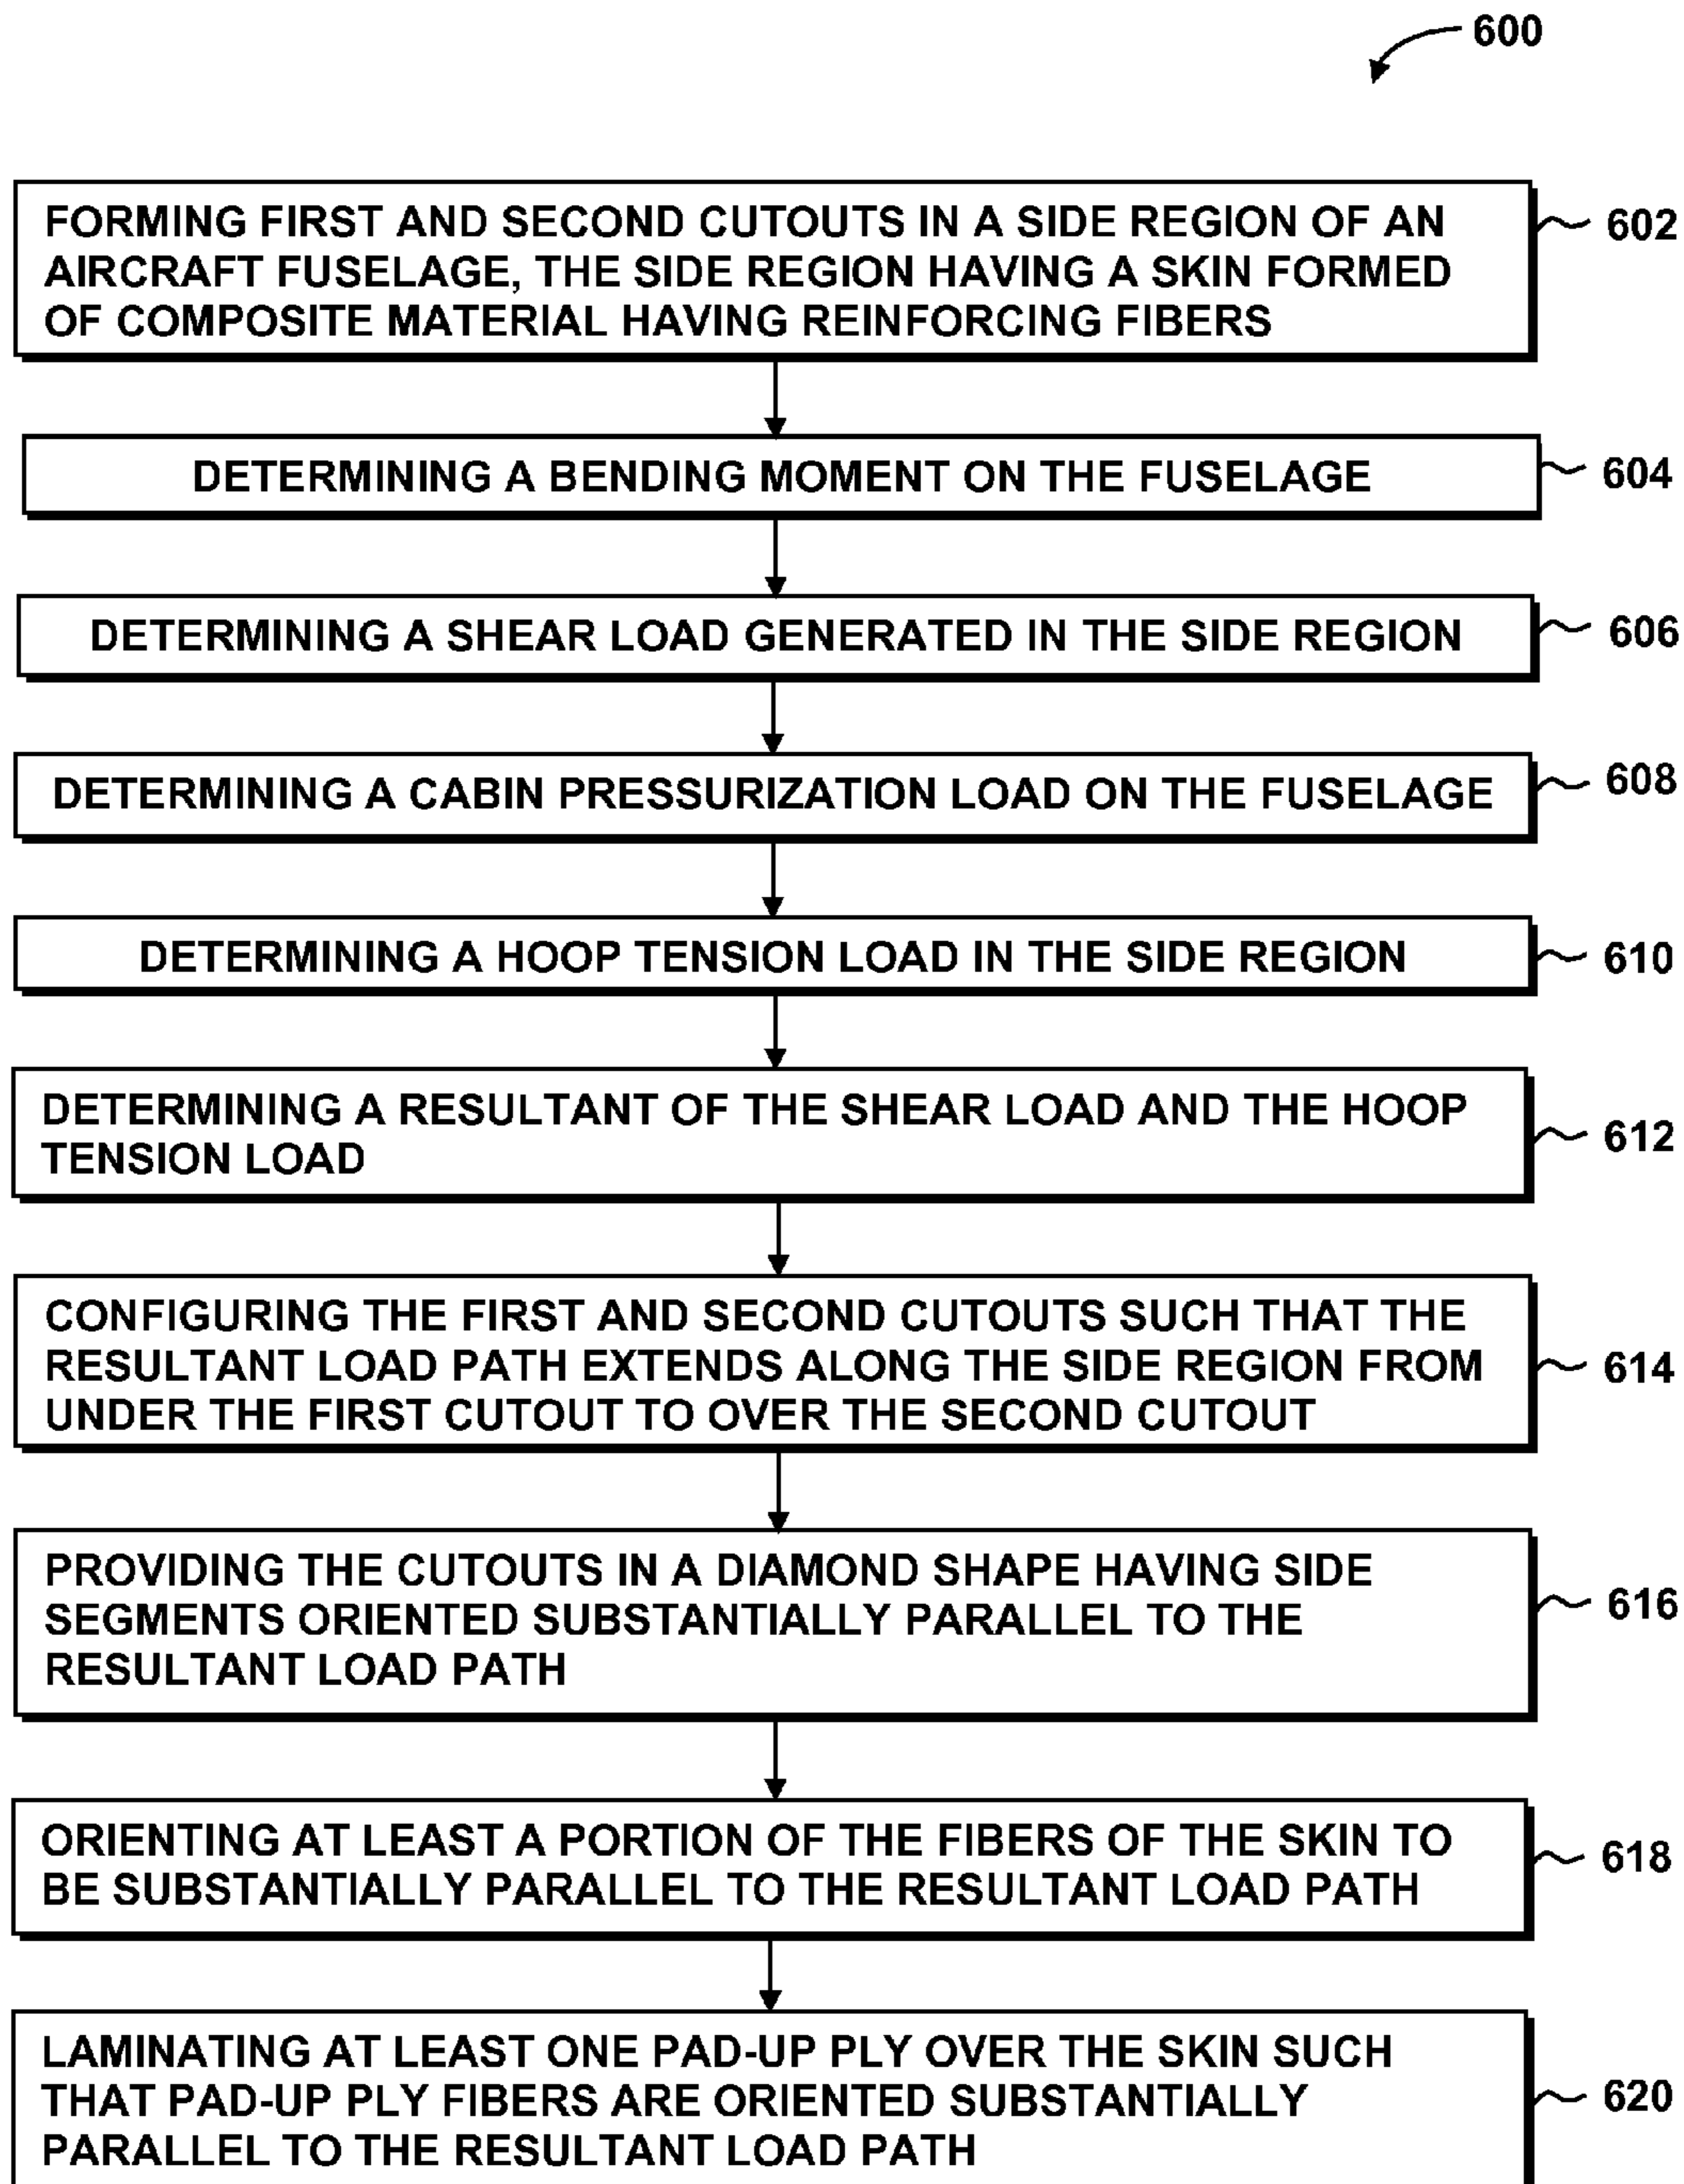 600
FORMING FIRST AND SECOND CUTOUTS IN A SIDE REGION OF AN
AIRCRAFT FUSELAGE, THE SIDE REGION HAVING A SKIN FORMED
OF COMPOSITE MATERIAL HAVING REINFORCING FIBERS
602
DETERMINING A BENDING MOMENT ON THE FUSELAGE
604
DETERMINING A SHEAR LOAD GENERATED IN THE SIDE REGION
606
DETERMINING A CABIN PRESSURIZATION LOAD ON THE FUSELAGE
608
DETERMINING A HOOP TENSION LOAD IN THE SIDE REGION
610
DETERMINING A RESULTANT OF THE SHEAR LOAD AND THE HOOP
TENSION LOAD
612
CONFIGURING THE FIRST AND SECOND CUTOUTS SUCH THAT THE
RESULTANT LOAD PATH EXTENDS ALONG THE SIDE REGION FROM
UNDER THE FIRST CUTOUT TO OVER THE SECOND CUTOUT
614
PROVIDING THE CUTOUTS IN A DIAMOND SHAPE HAVING SIDE
SEGMENTS ORIENTED SUBSTANTIALLY PARALLEL TO THE
RESULTANT LOAD PATH
616
ORIENTING AT LEAST A PORTION OF THE FIBERS OF THE SKIN TO
BE SUBSTANTIALLY PARALLEL TO THE RESULTANT LOAD PATH
618
LAMINATING AT LEAST ONE PAD-UP PLY OVER THE SKIN SUCH
THAT PAD-UP PLY FIBERS ARE ORIENTED SUBSTANTIALLY
PARALLEL TO THE RESULTANT LOAD PATH
620